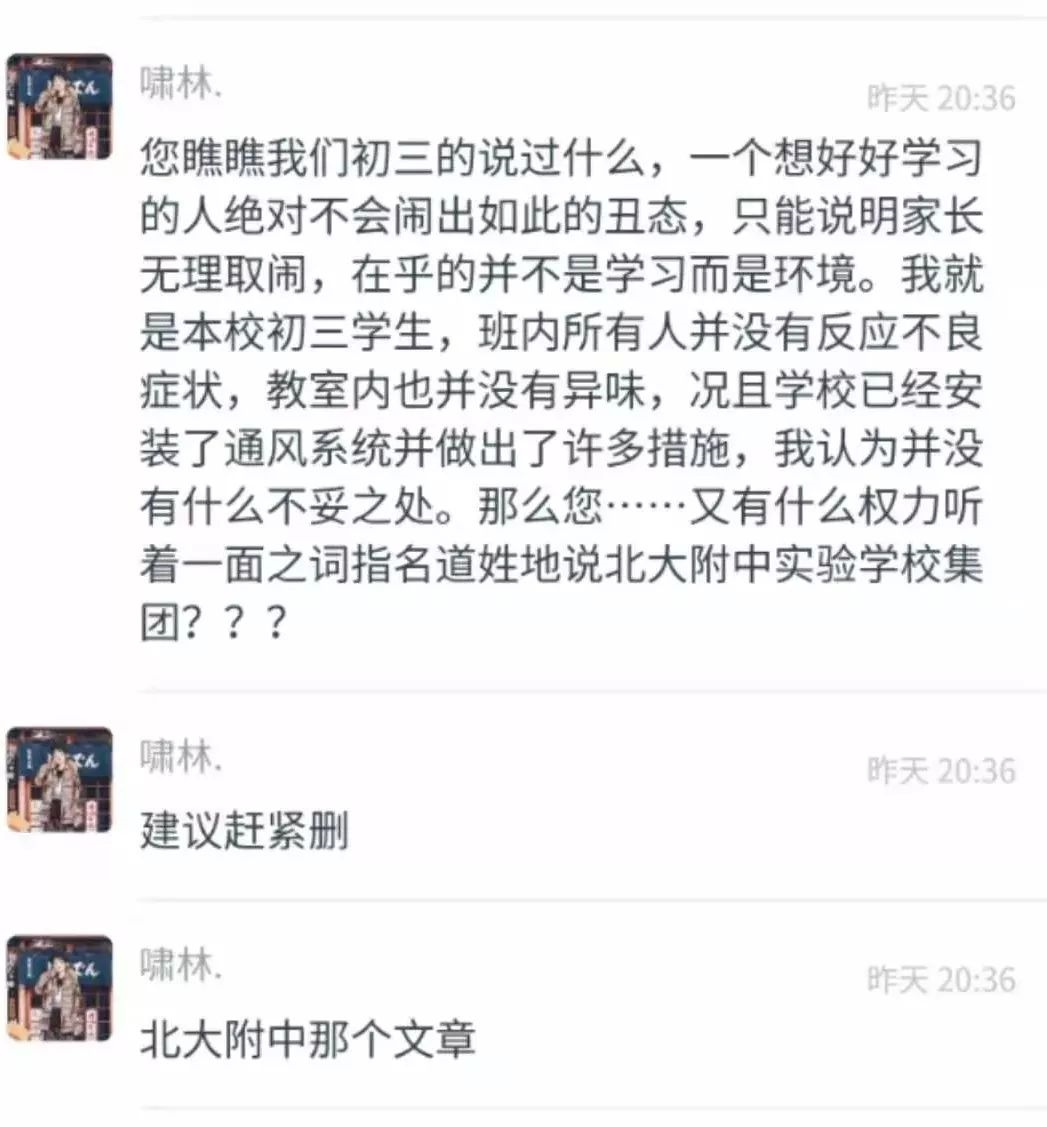 啸林.
昨天 20:36
您瞧瞧我们初三的说过什么，一个想好好学习
的人绝对不会闹出如此的丑态，只能说明家长
无理取闹，在乎的并不是学习而是环境。我就
是本校初三学生，班内所有人并没有反应不良
症状，教室内也并没有异味，况且学校已经安
装了通风系统并做出了许多措施，我认为并没
有什么不妥之处。那么您……又有什么权力听
着一面之词指名道姓地说北大附中实验学校集
团？？？
啸林.
昨天 20:36
建议赶紧删
啸林.
昨天 20:36
北大附中那个文章